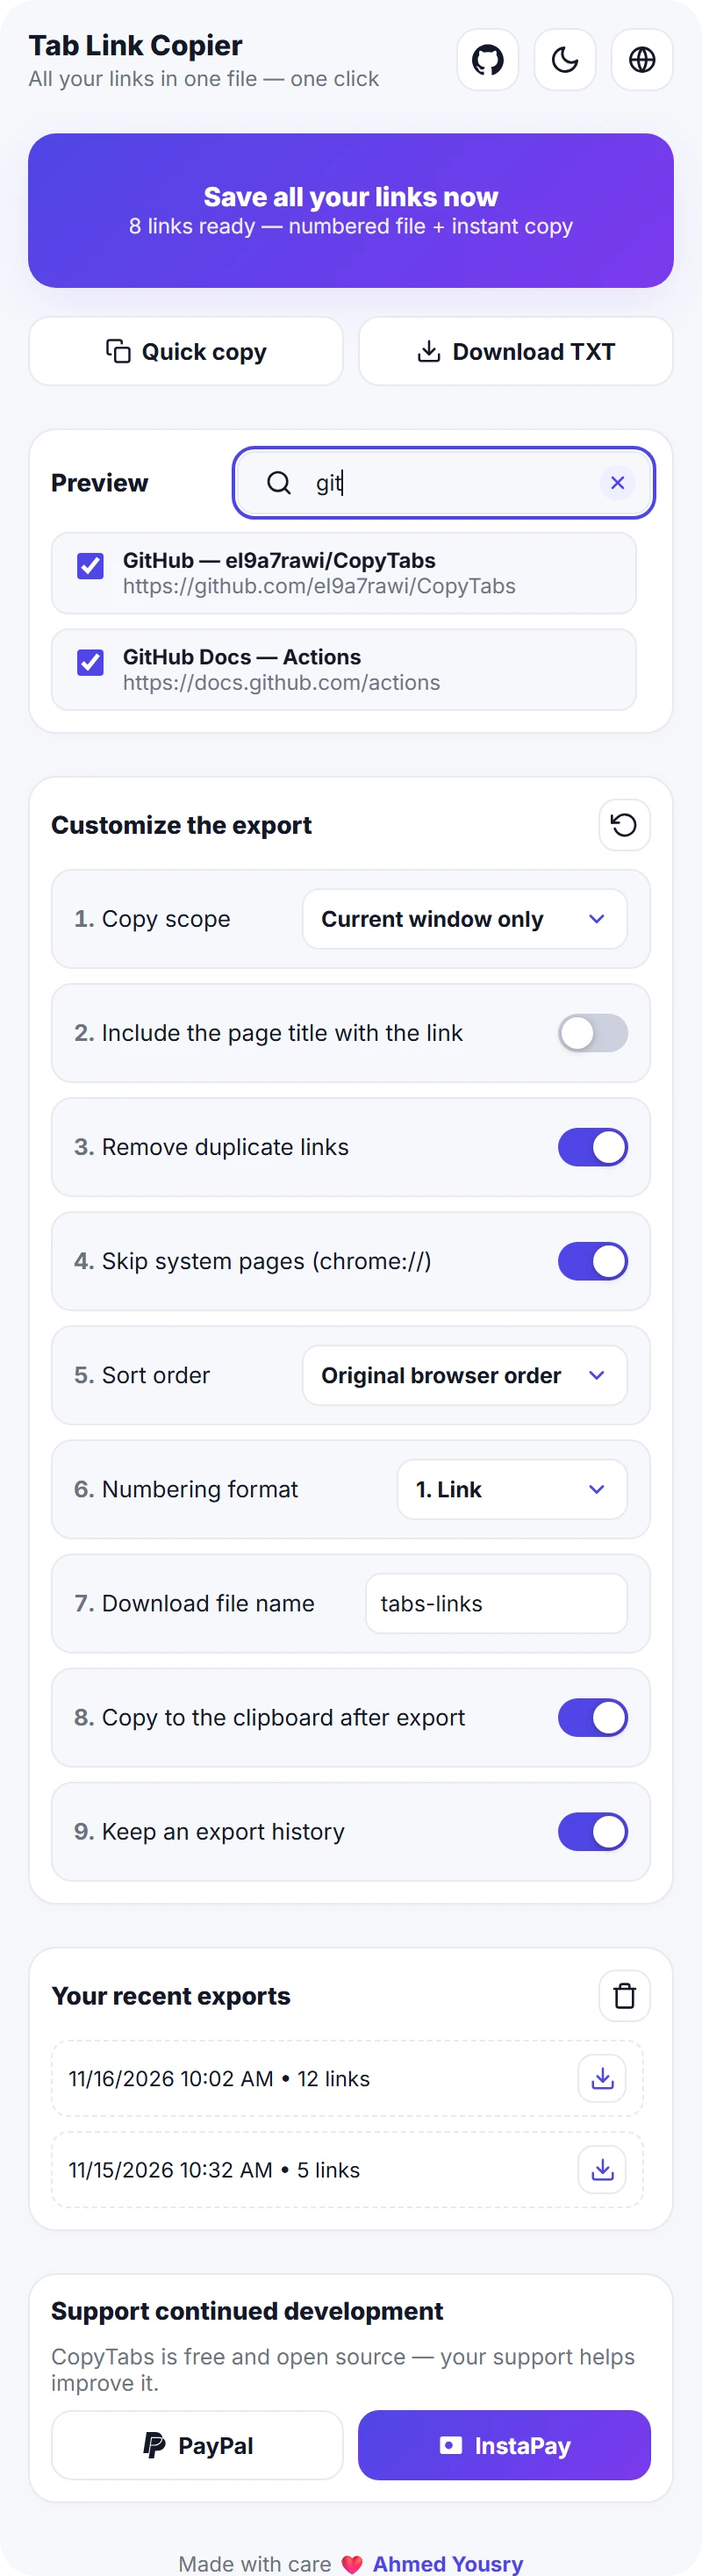 Tab Link Copier
All your links in one file — one click
Save all your links now
8 links ready — numbered file + instant copy
Quick copy
Download TXT
Preview
git
GitHub — el9a7rawi/CopyTabs
https://github.com/el9a7rawi/CopyTabs
GitHub Docs — Actions
https://docs.github.com/actions
Customize the export
1. Copy scope
Current window only
2. Include the page title with the link
3. Remove duplicate links
4. Skip system pages (chrome://)
5. Sort order
Original browser order
6. Numbering format
1. Link
7. Download file name
tabs-links
8. Copy to the clipboard after export
9. Keep an export history
Your recent exports
11/16/2026 10:02 AM • 12 links
11/15/2026 10:32 AM • 5 links
Support continued development
CopyTabs is free and open source — your support helps
improve it.
PayPal
InstaPay
Made with care ❤️ Ahmed Yousry